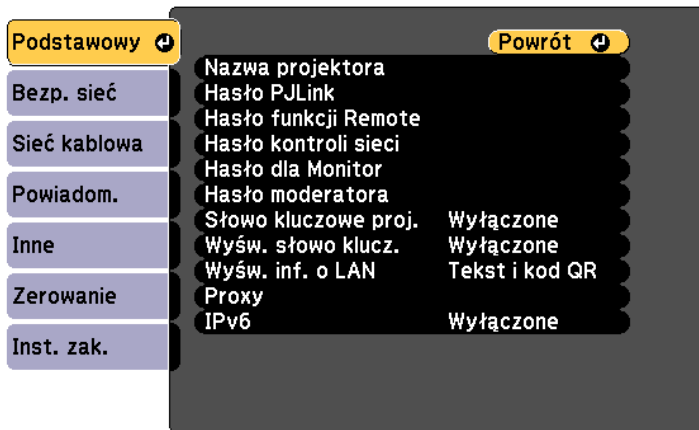 Podstawowy
Bezp. sieć
Sieć kablowa
Powiadom.
Inne
Zerowanie
Inst. zak.
Powrót
Nazwa projektora
Hasło PJLink
Hasło funkcji Remote
Hasło kontroli sieci
Hasło dla Monitor
Hasło moderatora
Słowo kluczowe proj. Wyłączone
Wyśw. słowo klucz. Wyłączone
Wyśw. inf. o LAN Tekst i kod QR
Proxy
IPv6 Wyłączone